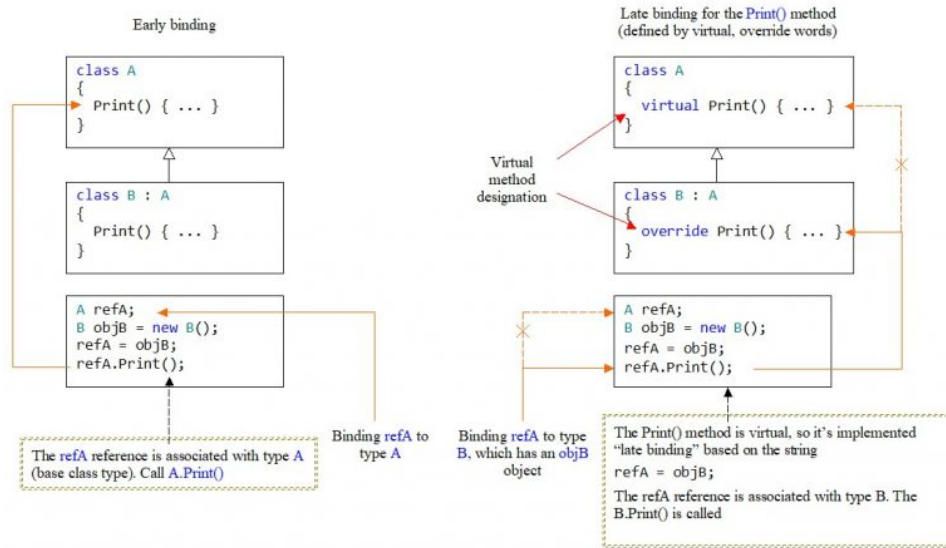 Early binding
class A
{
Print() { ... }
}
class B : A
{
Print() { ... }
}
A refA;
B objB = new B();
refA = objB;
refA.Print();
The refA reference is associated with type A
(base class type). Call A.Print()
Binding refA to
type A
Late binding for the Print() method
(defined by virtual, override words)
class A
{
virtual Print() { ... }
}
Virtual
method
designation
class B : A
{
override Print() { ... }
}
A refA;
B objB = new B();
refA = objB;
refA.Print();
Binding refA to type
B, which has an objB
object
The Print() method is virtual, so it's implemented
“late binding” based on the string
refA = objB;
The refA reference is associated with type B. The
B.Print() is called